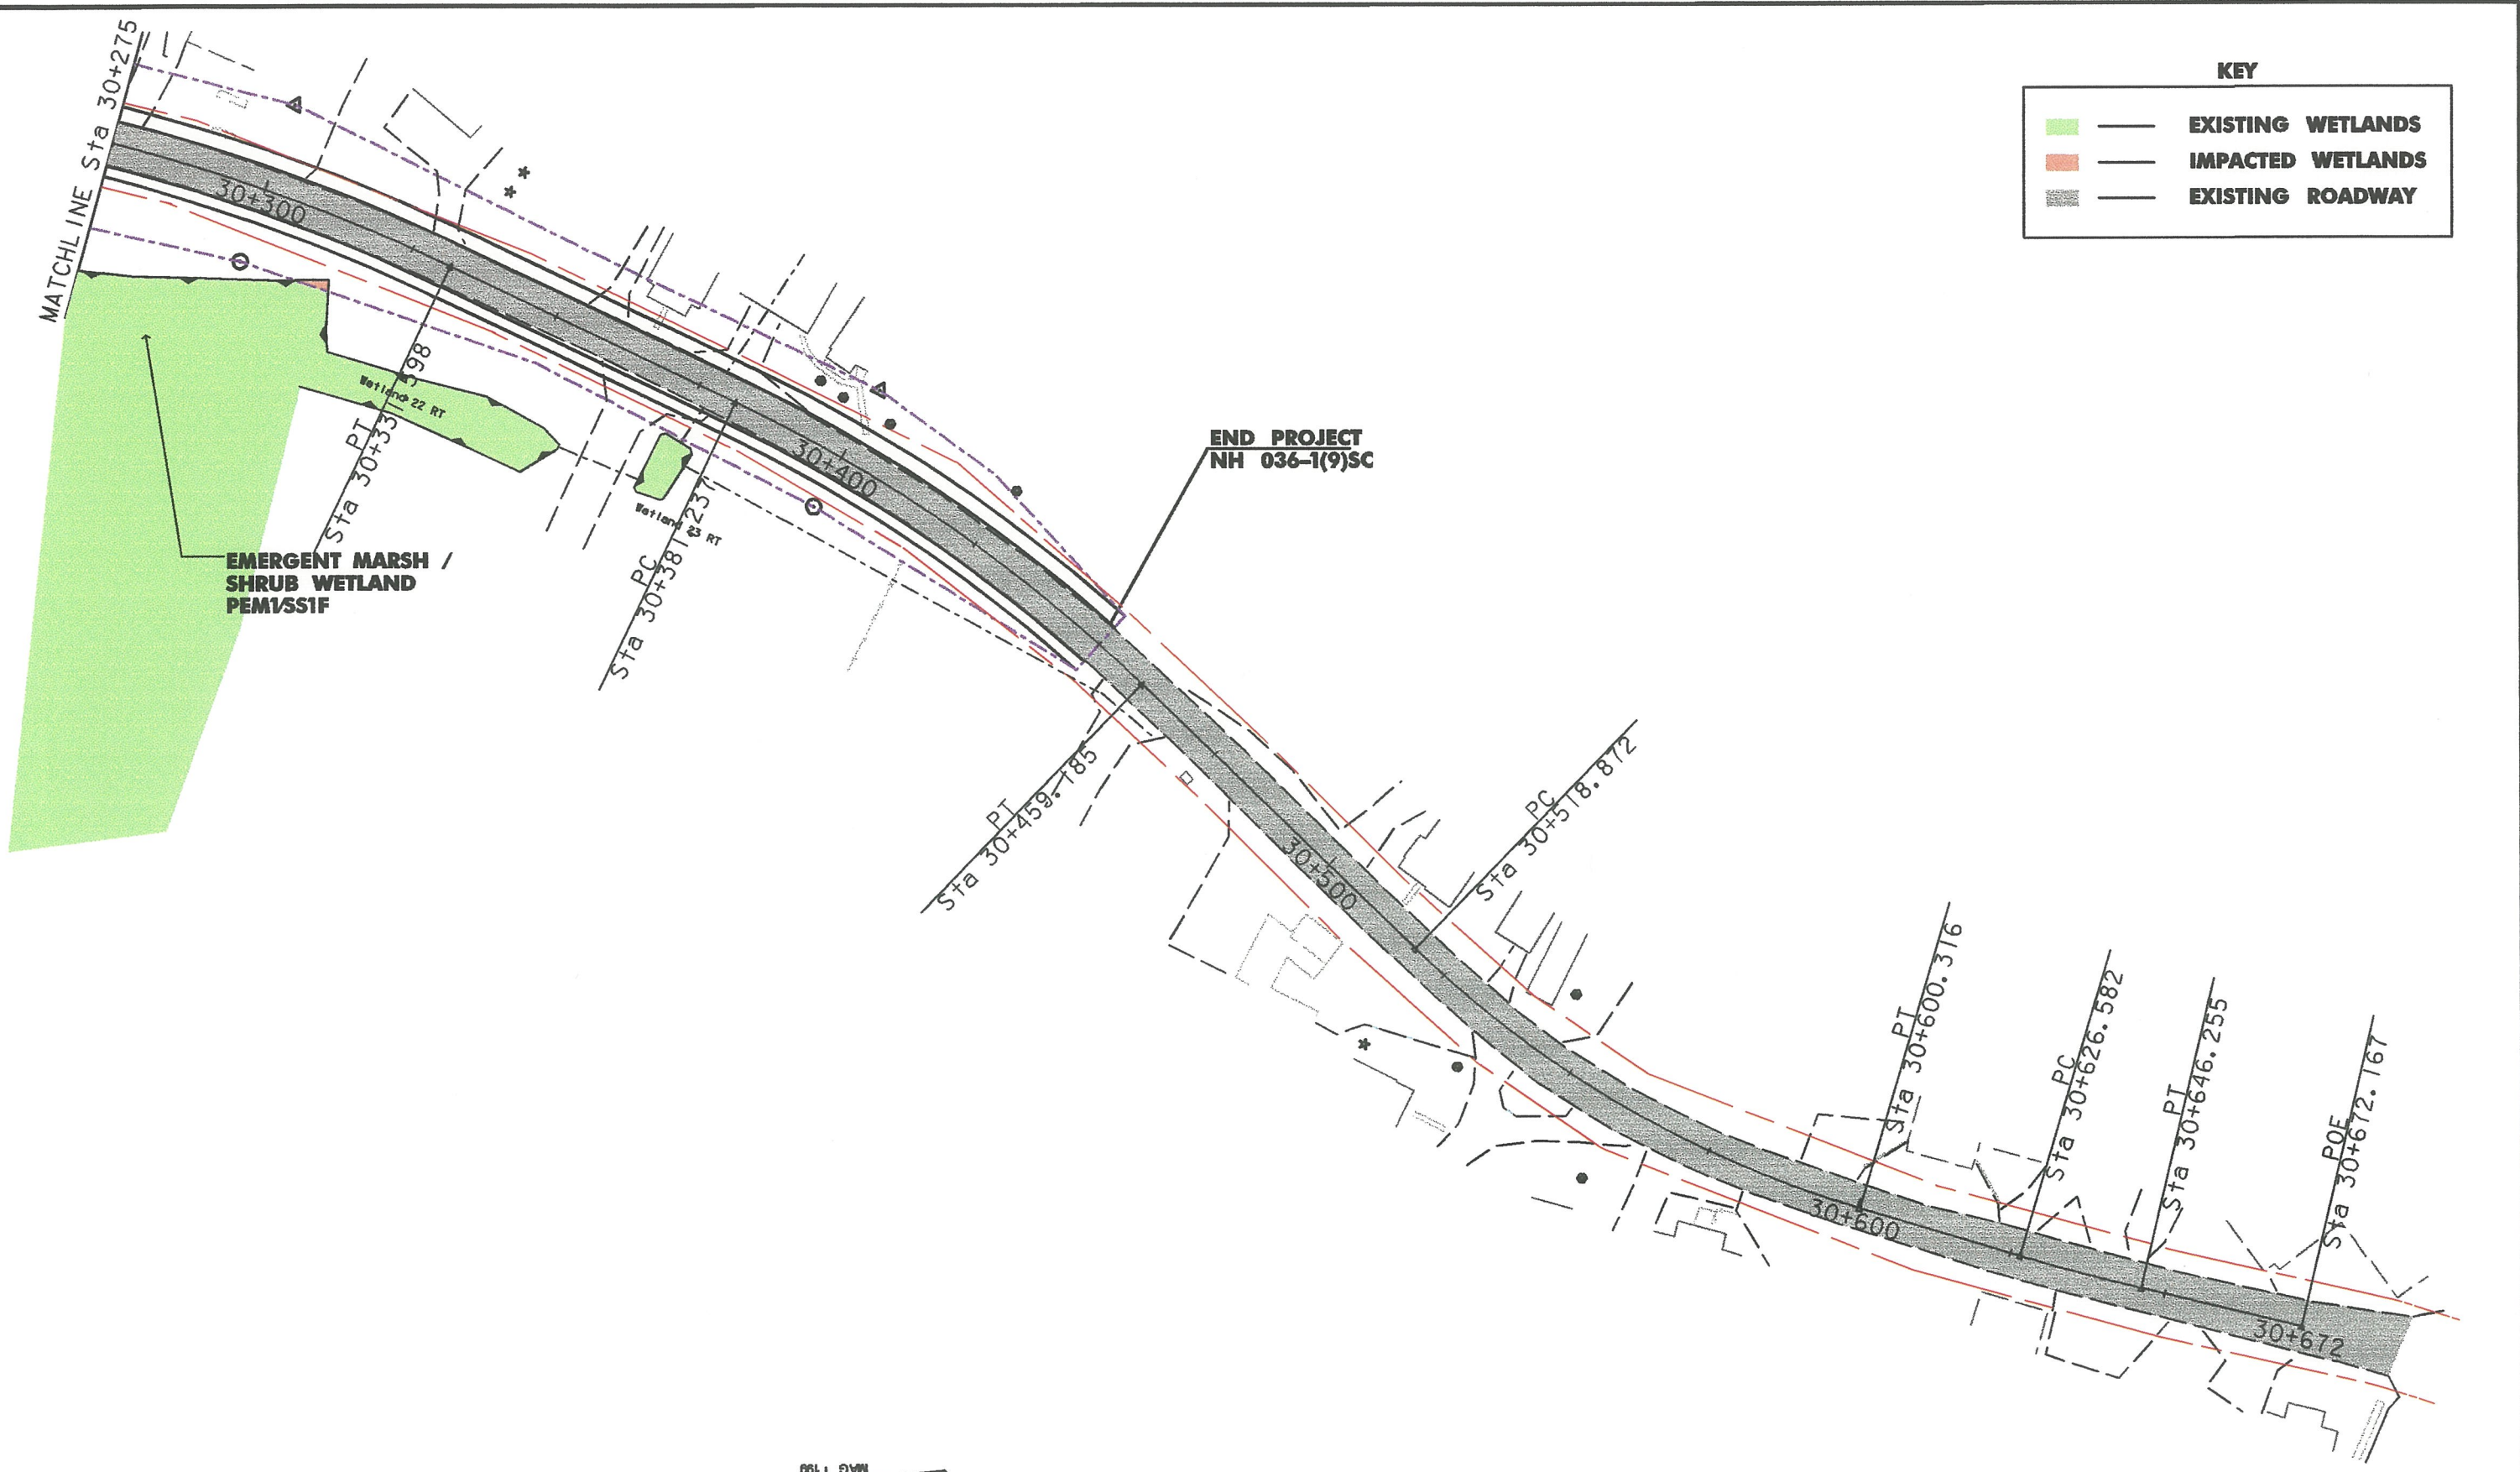 MATCHLINE Sta 30+275
KEY
EXISTING WETLANDS
IMPACTED WETLANDS
EXISTING ROADWAY
30+300
Wetland 22 RT
PT
Wetland 23 RT
PC
30+400
END PROJECT
NH 036-1(9)SC
EMERGENT MARSH /
SHRUB WETLAND
PEM1/SS1F
PT
Sta 30+459.185
30+500
PC
Sta 30+518.872
PT
Sta 30+600.316
30+600
PC
Sta 30+626.582
PT
Sta 30+646.255
POE
Sta 30+672.167
30+672